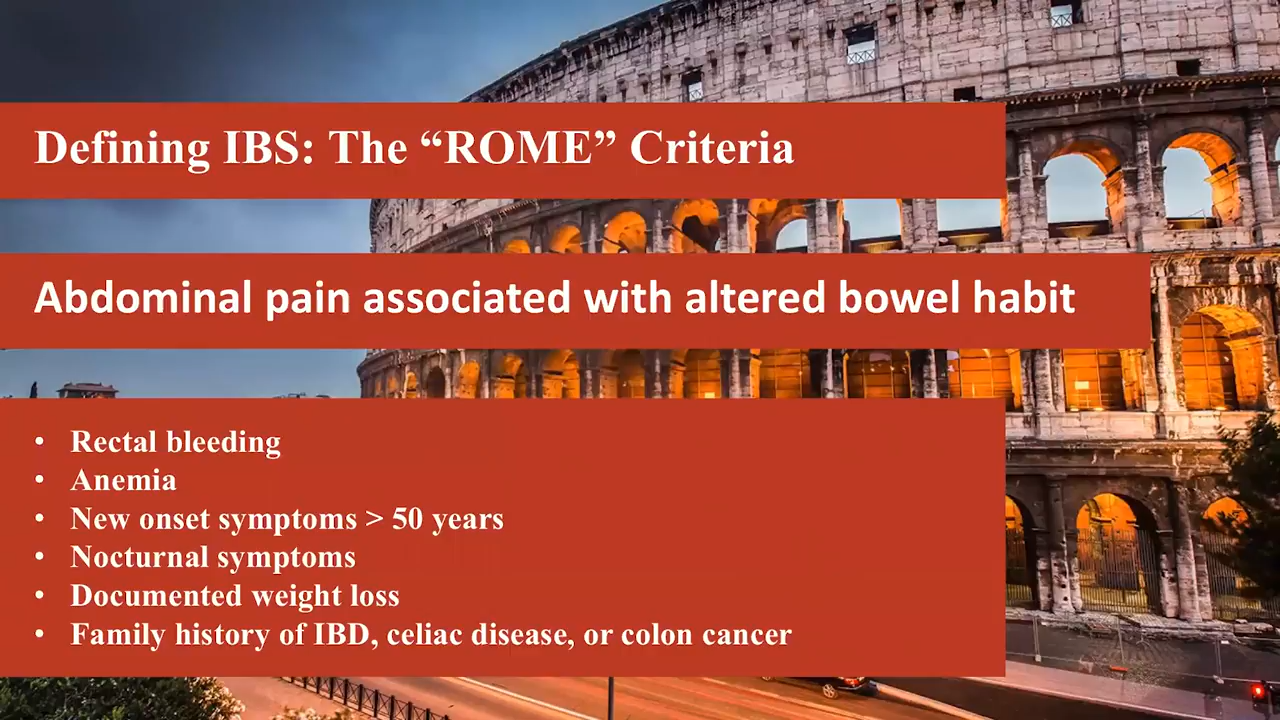 Defining IBS: The “ROME” Criteria
Abdominal pain associated with altered bowel habit
• Rectal bleeding
• Anemia
• New onset symptoms > 50 years
• Nocturnal symptoms
• Documented weight loss
• Family history of IBD, celiac disease, or colon cancer